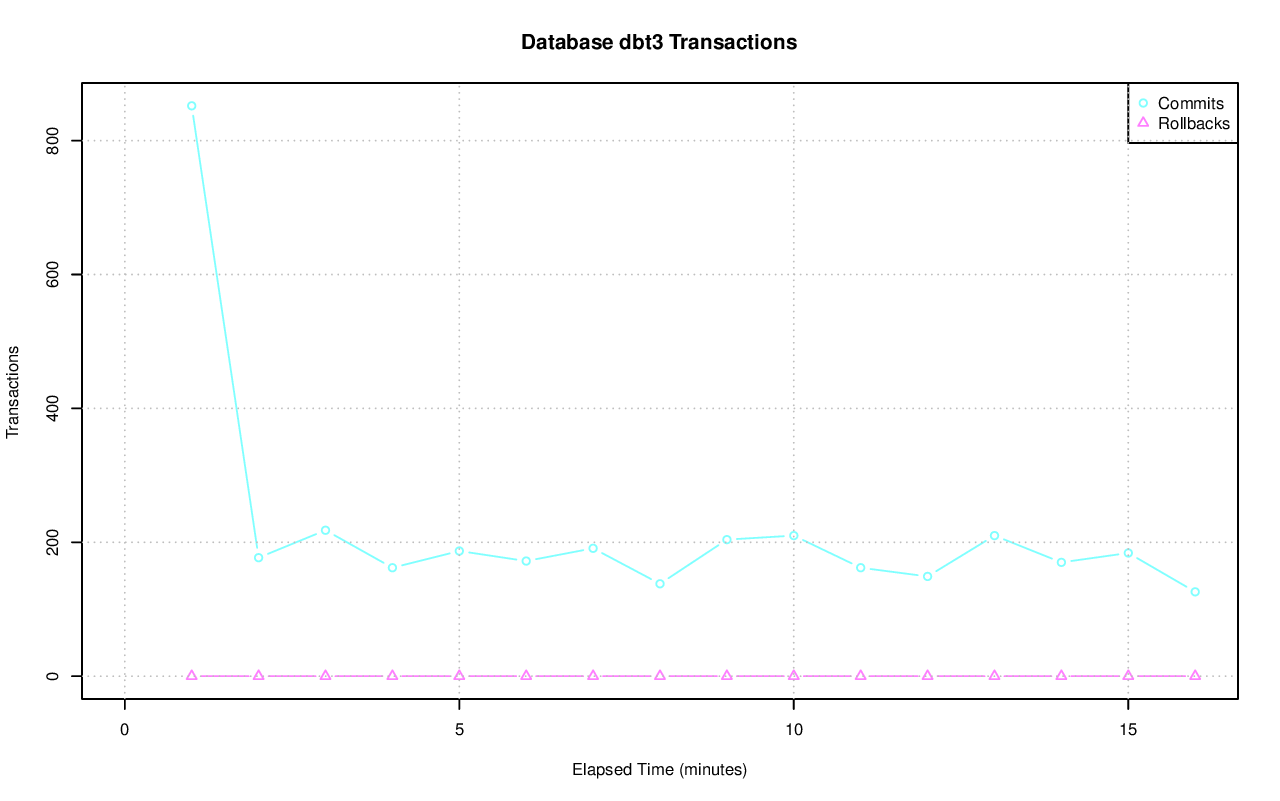 Database dbt3 Transactions
Commits
Rollbacks
Transactions
800
600
400
200
0
0 5 10 15
Elapsed Time (minutes)